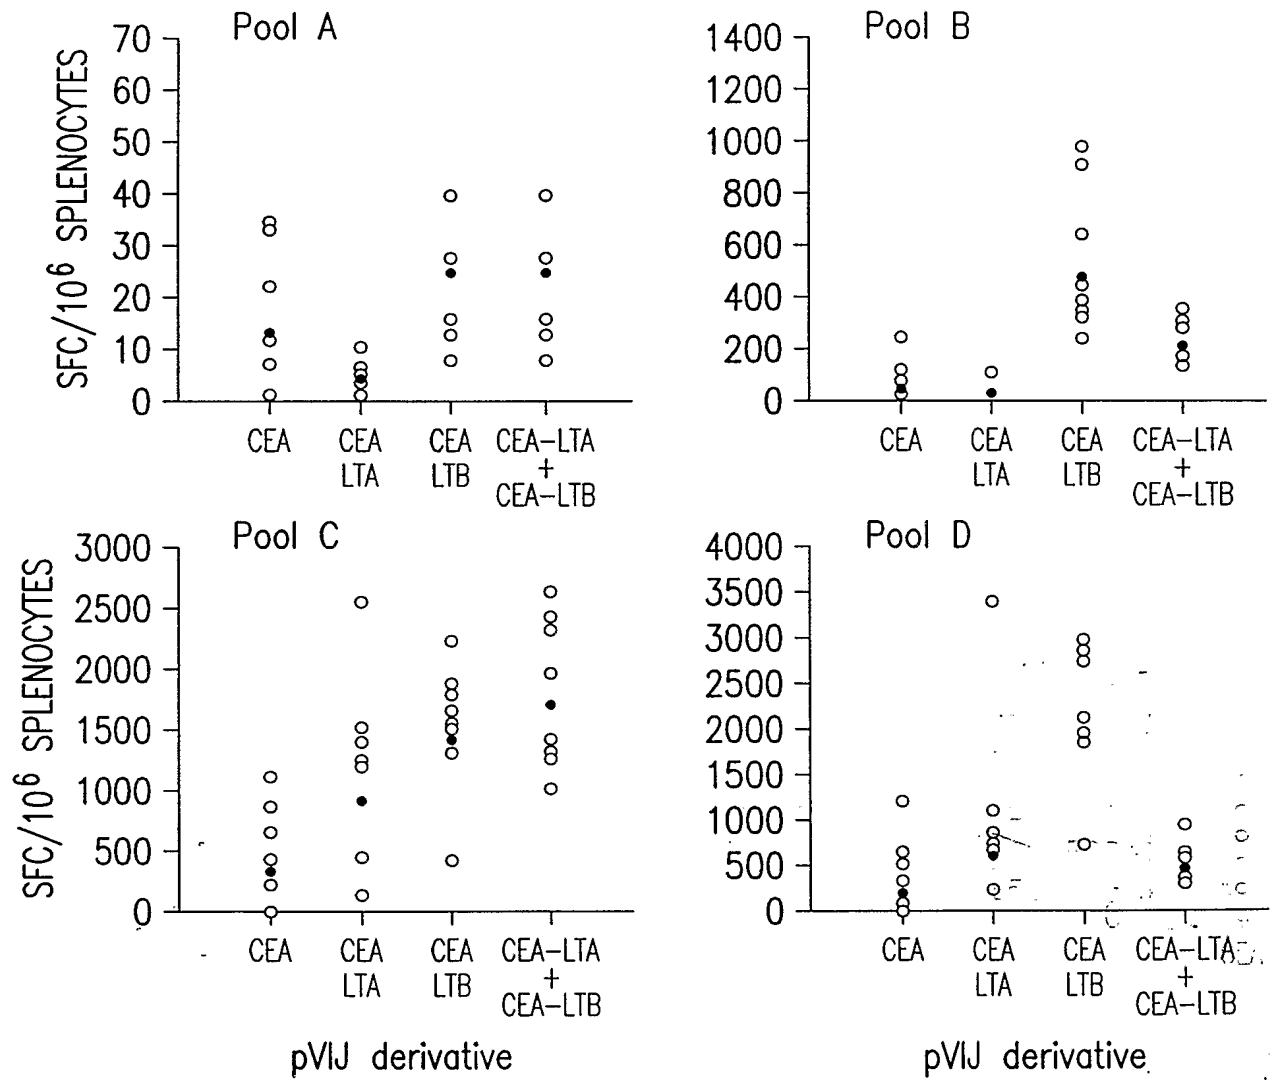 Pool A
SFC/10^6 SPLENOCYTES
70
60
50
40
30
20
10
0
CEA
CEA
LTA
CEA
LTB
CEA-LTA
+
CEA-LTB
Pool B
1400
1200
1000
800
600
400
200
0
CEA
CEA
LTA
CEA
LTB
CEA-LTA
+
CEA-LTB
Pool C
SFC/10^6 SPLENOCYTES
3000
2500
2000
1500
1000
500
0
CEA
CEA
LTA
CEA
LTB
CEA-LTA
+
CEA-LTB
pVIJ derivative
Pool D
4000
3500
3000
2500
2000
1500
1000
500
0
CEA
CEA
LTA
CEA
LTB
CEA-LTA
+
CEA-LTB
pVIJ derivative